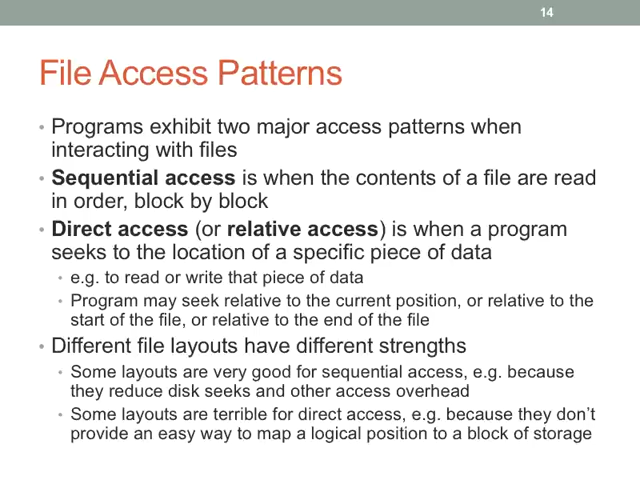 14
File Access Patterns
• Programs exhibit two major access patterns when
interacting with files
• Sequential access is when the contents of a file are read
in order, block by block
• Direct access (or relative access) is when a program
seeks to the location of a specific piece of data
• e.g. to read or write that piece of data
• Program may seek relative to the current position, or relative to the
start of the file, or relative to the end of the file
• Different file layouts have different strengths
• Some layouts are very good for sequential access, e.g. because
they reduce disk seeks and other access overhead
• Some layouts are terrible for direct access, e.g. because they don’t
provide an easy way to map a logical position to a block of storage